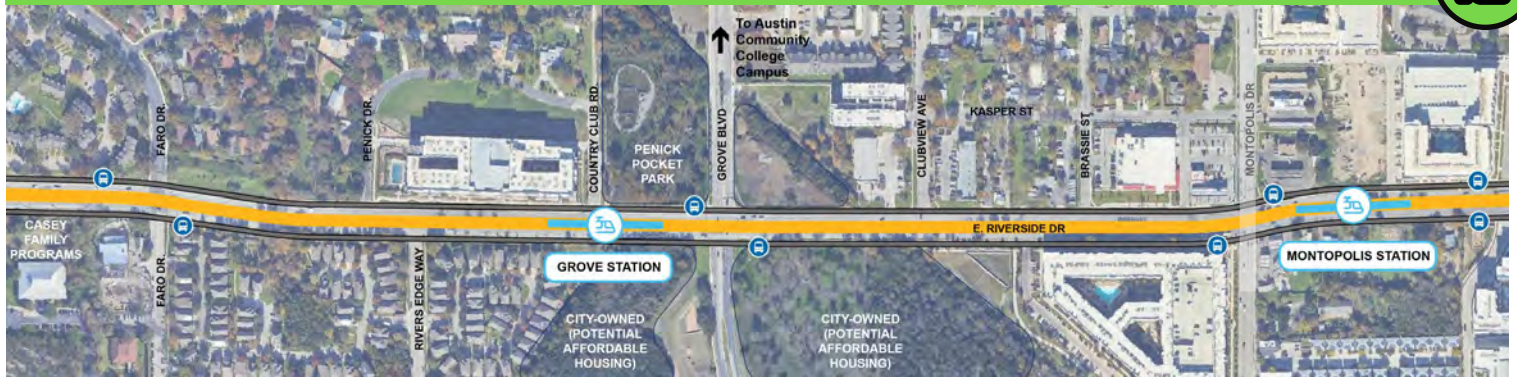 To Austin
Community
College
Campus
FARO DR.
PENICK DR.
COUNTRY CLUB RD.
PENICK
POCKET
PARK
GROVE BLVD
CLUBVIEW AVE
KASPER ST
BRASSIE ST
MONTOPOLIS DR
CASEY
FAMILY
PROGRAMS
FARO DR.
RIVERS EDGE WAY
GROVE STATION
E. RIVERSIDE DR
MONTOPOLIS STATION
CITY-OWNED
(POTENTIAL
AFFORDABLE
HOUSING)
CITY-OWNED
(POTENTIAL
AFFORDABLE
HOUSING)